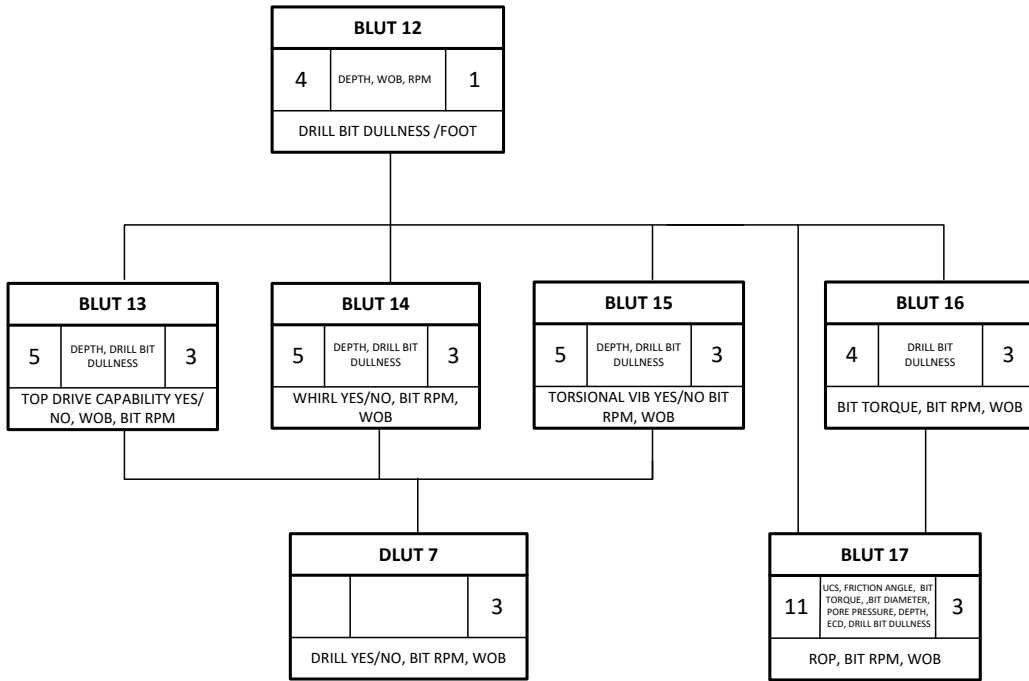 BLUT 12
4
DEPTH, WOB, RPM
1
DRILL BIT DULLNESS /FOOT
BLUT 13
5
DEPTH, DRILL BIT
DULLNESS
3
TOP DRIVE CAPABILITY YES/
NO, WOB, BIT RPM
BLUT 14
5
DEPTH, DRILL BIT
DULLNESS
3
WHIRL YES/NO, BIT RPM,
WOB
BLUT 15
5
DEPTH, DRILL BIT
DULLNESS
3
TORSIONAL VIB YES/NO BIT
RPM, WOB
BLUT 16
4
DRILL BIT
DULLNESS
3
BIT TORQUE, BIT RPM, WOB
DLUT 7
3
DRILL YES/NO, BIT RPM, WOB
BLUT 17
11
UCS, FRICTION ANGLE, BIT
TORQUE, ,BIT DIAMETER,
PORE PRESSURE, DEPTH,
ECD, DRILL BIT DULLNESS
3
ROP, BIT RPM, WOB